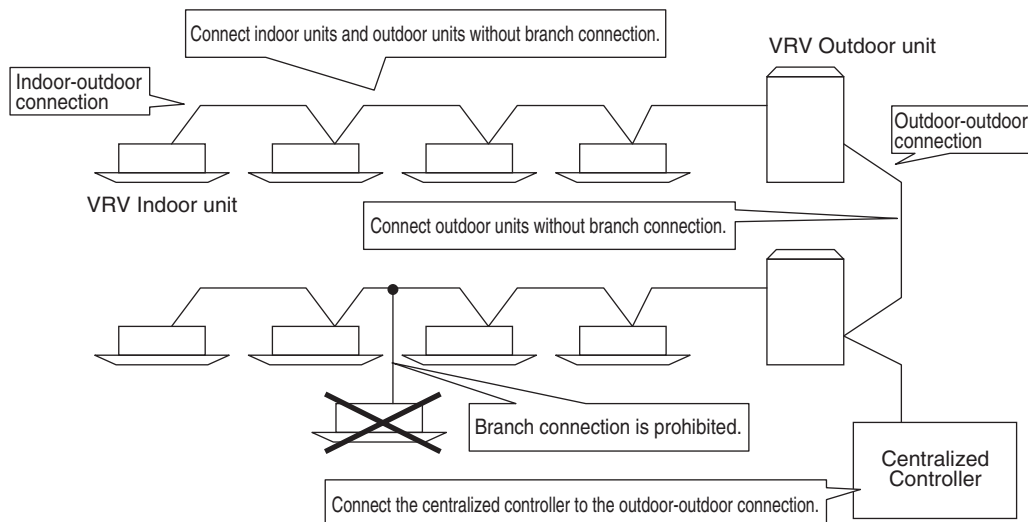 Connect indoor units and outdoor units without branch connection.
VRV Outdoor unit
Indoor-outdoor
connection
Outdoor-outdoor
connection
VRV Indoor unit
Connect outdoor units without branch connection.
Branch connection is prohibited.
Centralized
Controller
Connect the centralized controller to the outdoor-outdoor connection.